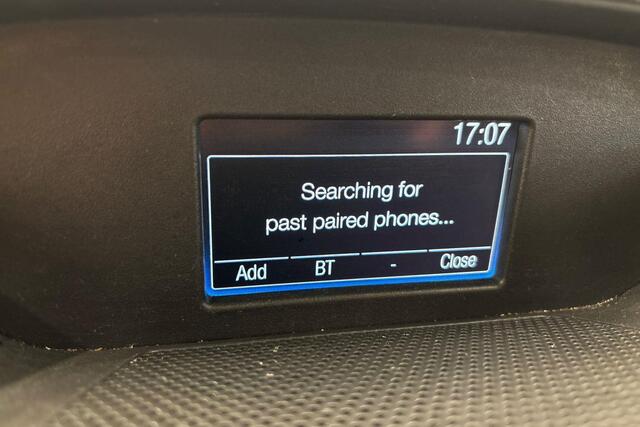 17:07
Searching for
past paired phones...
Add BT - Close